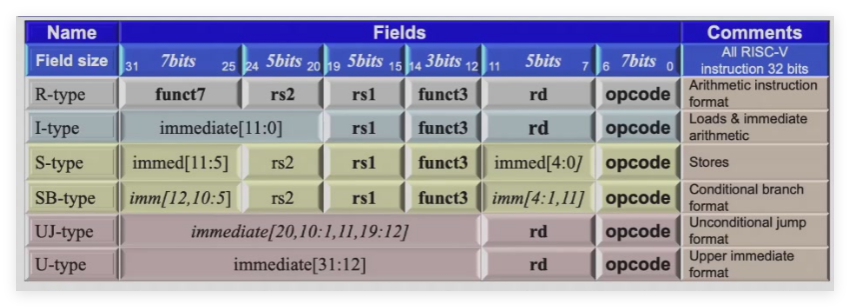 Name Fields Comments
Field size 31 7bits 25 24 5bits 20 19 5bits 15 14 3bits 12 11 5bits 7 6 7bits 0 All RISC-V instruction 32 bits
R-type funct7 rs2 rs1 funct3 rd opcode Arithmetic instruction format
I-type immediate[11:0] rs1 funct3 rd opcode Loads & immediate arithmetic
S-type immed[11:5] rs2 rs1 funct3 immed[4:0] opcode Stores
SB-type imm[12,10:5] rs2 rs1 funct3 imm[4:1,11] opcode Conditional branch format
UJ-type immediate[20,10:1,11,19:12] rd opcode Unconditional jump format
U-type immediate[31:12] rd opcode Upper immediate format